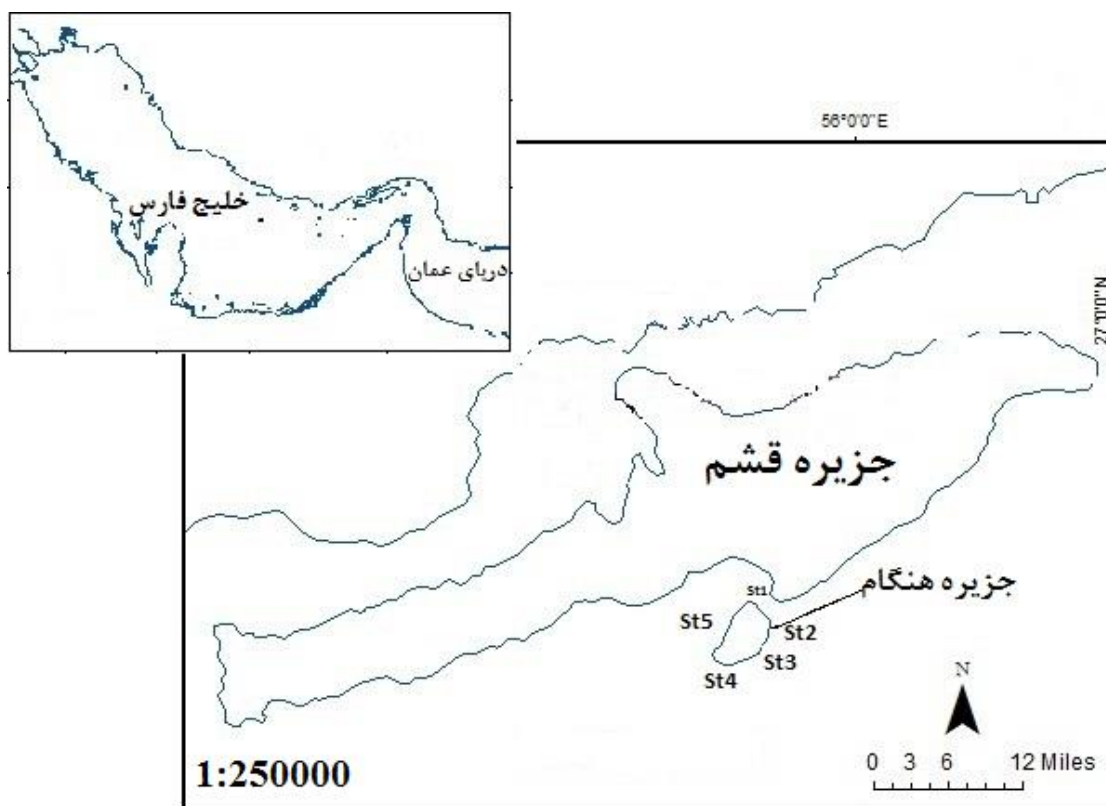 خلیج فارس
دریای عمان
56°0'0"E
27°0'0"N
جزیره قشم
جزیره هنگام
St1
St5
St2
St3
St4
N
1:250000
0 3 6 12 Miles